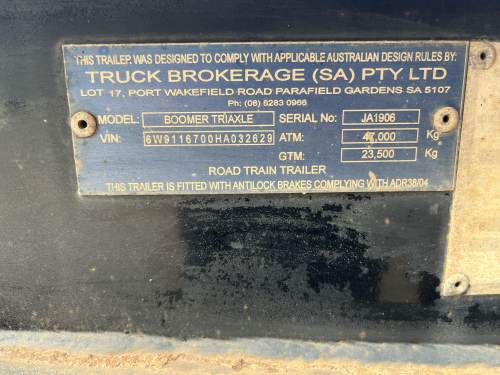 THIS TRAILER WAS DESIGNED TO COMPLY WITH APPLICABLE AUSTRALIAN DESIGN RULES BY:
TRUCK BROKERAGE (SA) PTY LTD
LOT 17, PORT WAKEFIELD ROAD PARAFIELD GARDENS SA 5107
Ph: (08) 8283 0966
MODEL: BOOMER TRIAXLE SERIAL No: JA1906
VIN: 6W9116700HA032629 ATM: 47,000 Kg
GTM: 23,500 Kg
ROAD TRAIN TRAILER
THIS TRAILER IS FITTED WITH ANTILOCK BRAKES COMPLYING WITH ADR38/04